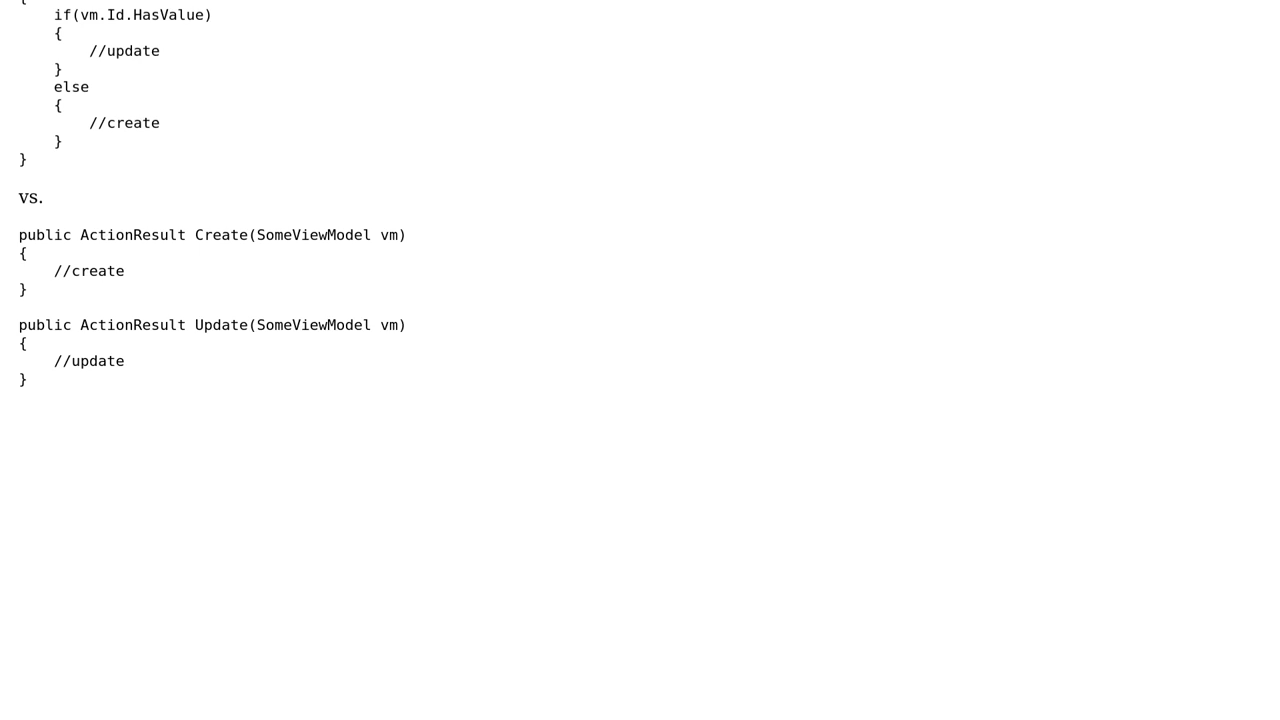 {
    if(vm.Id.HasValue)
    {
        //update
    }
    else
    {
        //create
    }
}
vs.
public ActionResult Create(SomeViewModel vm)
{
    //create
}
public ActionResult Update(SomeViewModel vm)
{
    //update
}